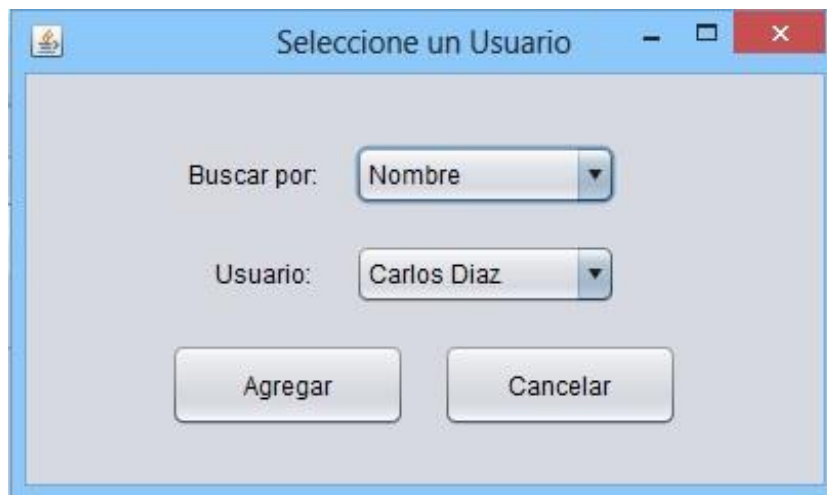 Seleccione un Usuario
Buscar por: Nombre
Usuario: Carlos Diaz
Agregar Cancelar